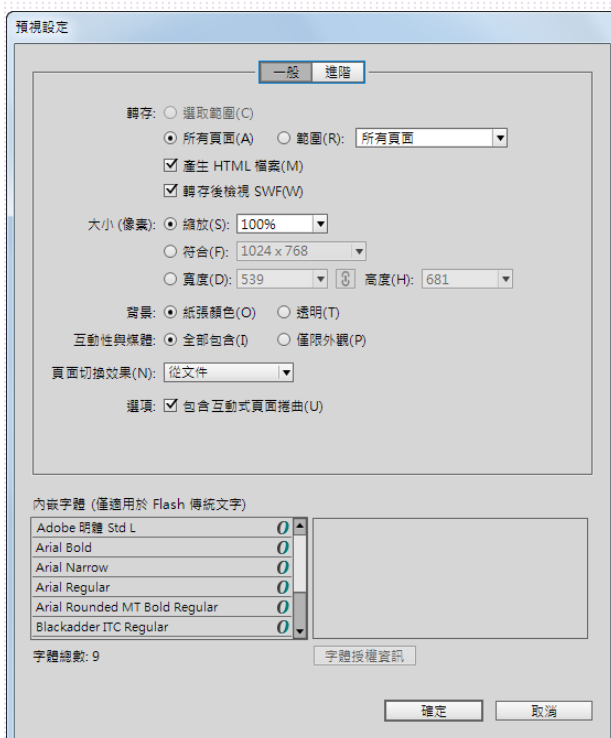 預視設定
一般 進階
轉存: 選取範圍(C)
所有頁面(A) 範圍(R): 所有頁面
產生 HTML 檔案(M)
轉存後檢視 SWF(W)
大小 (像素): 縮放(S): 100%
符合(F): 1024 x 768
寬度(D): 539 高度(H): 681
背景: 紙張顏色(O) 透明(T)
互動性與媒體: 全部包含(I) 僅限外觀(P)
頁面切換效果(N): 從文件
選項: 包含互動式頁面捲曲(U)
內嵌字體 (僅適用於 Flash 傳統文字)
Adobe 明體 Std L
Arial Bold
Arial Narrow
Arial Regular
Arial Rounded MT Bold Regular
Blackadder ITC Regular
字體總數: 9 字體授權資訊
確定 取消